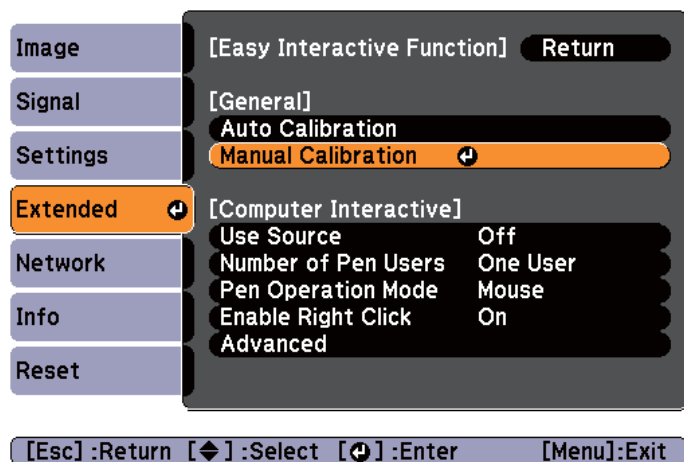 Image
Signal
Settings
Extended
Network
Info
Reset
[Easy Interactive Function] Return
[General]
Auto Calibration
Manual Calibration
[Computer Interactive]
Use Source Off
Number of Pen Users One User
Pen Operation Mode Mouse
Enable Right Click On
Advanced
[Esc] :Return [◆] :Select [⏎] :Enter [Menu]:Exit